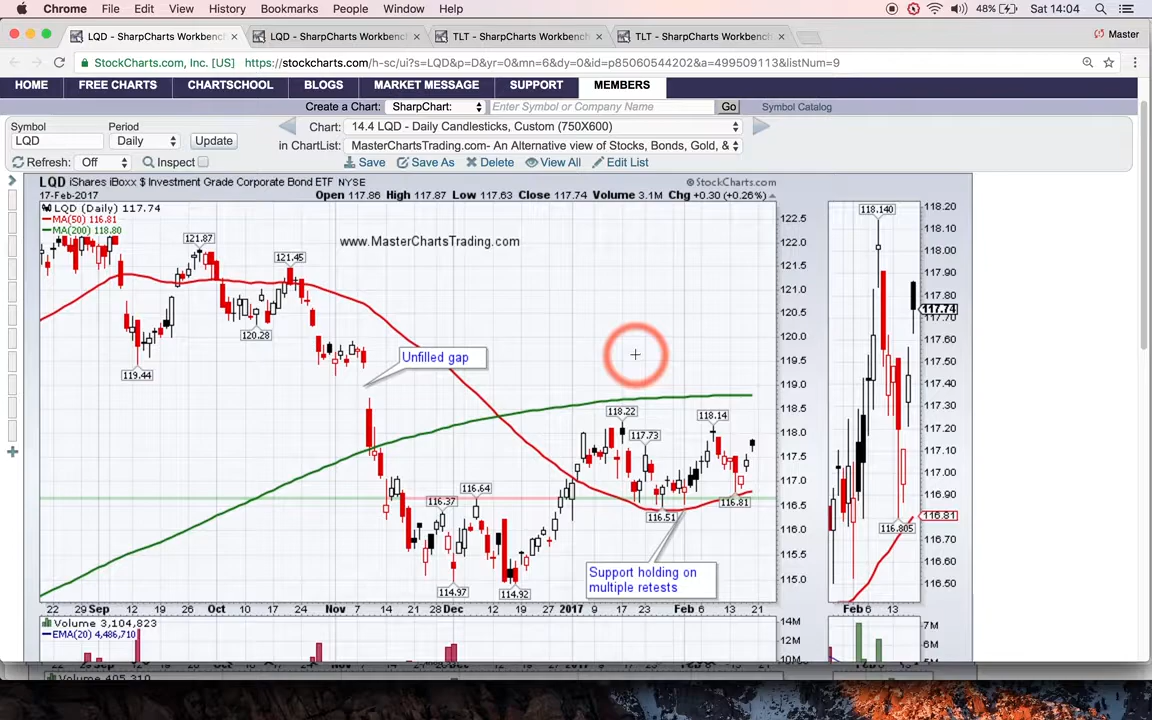 Chrome File Edit View History Bookmarks People Window Help 48% Sat 14:04
LQD - SharpCharts Workbench × LQD - SharpCharts Workbench × TLT - SharpCharts Workbench × TLT - SharpCharts Workbench × Master
StockCharts.com, Inc. [US] https://stockcharts.com/h-sc/ui?s=LQD&p=D&yr=0&mn=6&dy=0&id=p85060544202&a=499509113&listNum=9
HOME FREE CHARTS CHARTSCHOOL BLOGS MARKET MESSAGE SUPPORT MEMBERS
Create a Chart: SharpChart: Enter Symbol or Company Name Go Symbol Catalog
Symbol Period Chart: 14.4 LQD - Daily Candlesticks, Custom (750X600)
LQD Daily Update in ChartList: MasterChartsTrading.com- An Alternative view of Stocks, Bonds, Gold, &
Refresh: Off Inspect Save Save As Delete View All Edit List
LQD iShares iBoxx $ Investment Grade Corporate Bond ETF NYSE © StockCharts.com
17-Feb-2017 Open 117.86 High 117.87 Low 117.63 Close 117.74 Volume 3.1M Chg +0.30 (+0.26%)
LQD (Daily) 117.74
MA(50) 116.81
MA(200) 118.80
www.MasterChartsTrading.com
121.87
121.45
120.28
119.44
Unfilled gap
118.22
118.14
117.73
116.64
116.37
116.51
116.81
114.97
114.92
Support holding on
multiple retests
122.5
122.0
121.5
121.0
120.5
120.0
119.5
119.0
118.5
118.0
117.5
117.0
116.5
116.0
115.5
115.0
22 29 Sep 12 19 26 Oct 10 17 24 Nov 7 14 21 28 Dec 12 19 27 2017 9 17 23 Feb 6 13 21
118.140
116.805
118.20
118.10
118.00
117.90
117.80
117.74
117.70
117.60
117.50
117.40
117.30
117.20
117.10
117.00
116.90
116.81
116.70
116.60
116.50
Feb 6 13
Volume 3,104,823
EMA(20) 4,486,710
14M
12M
10M
7M
6M
Volume 405,310